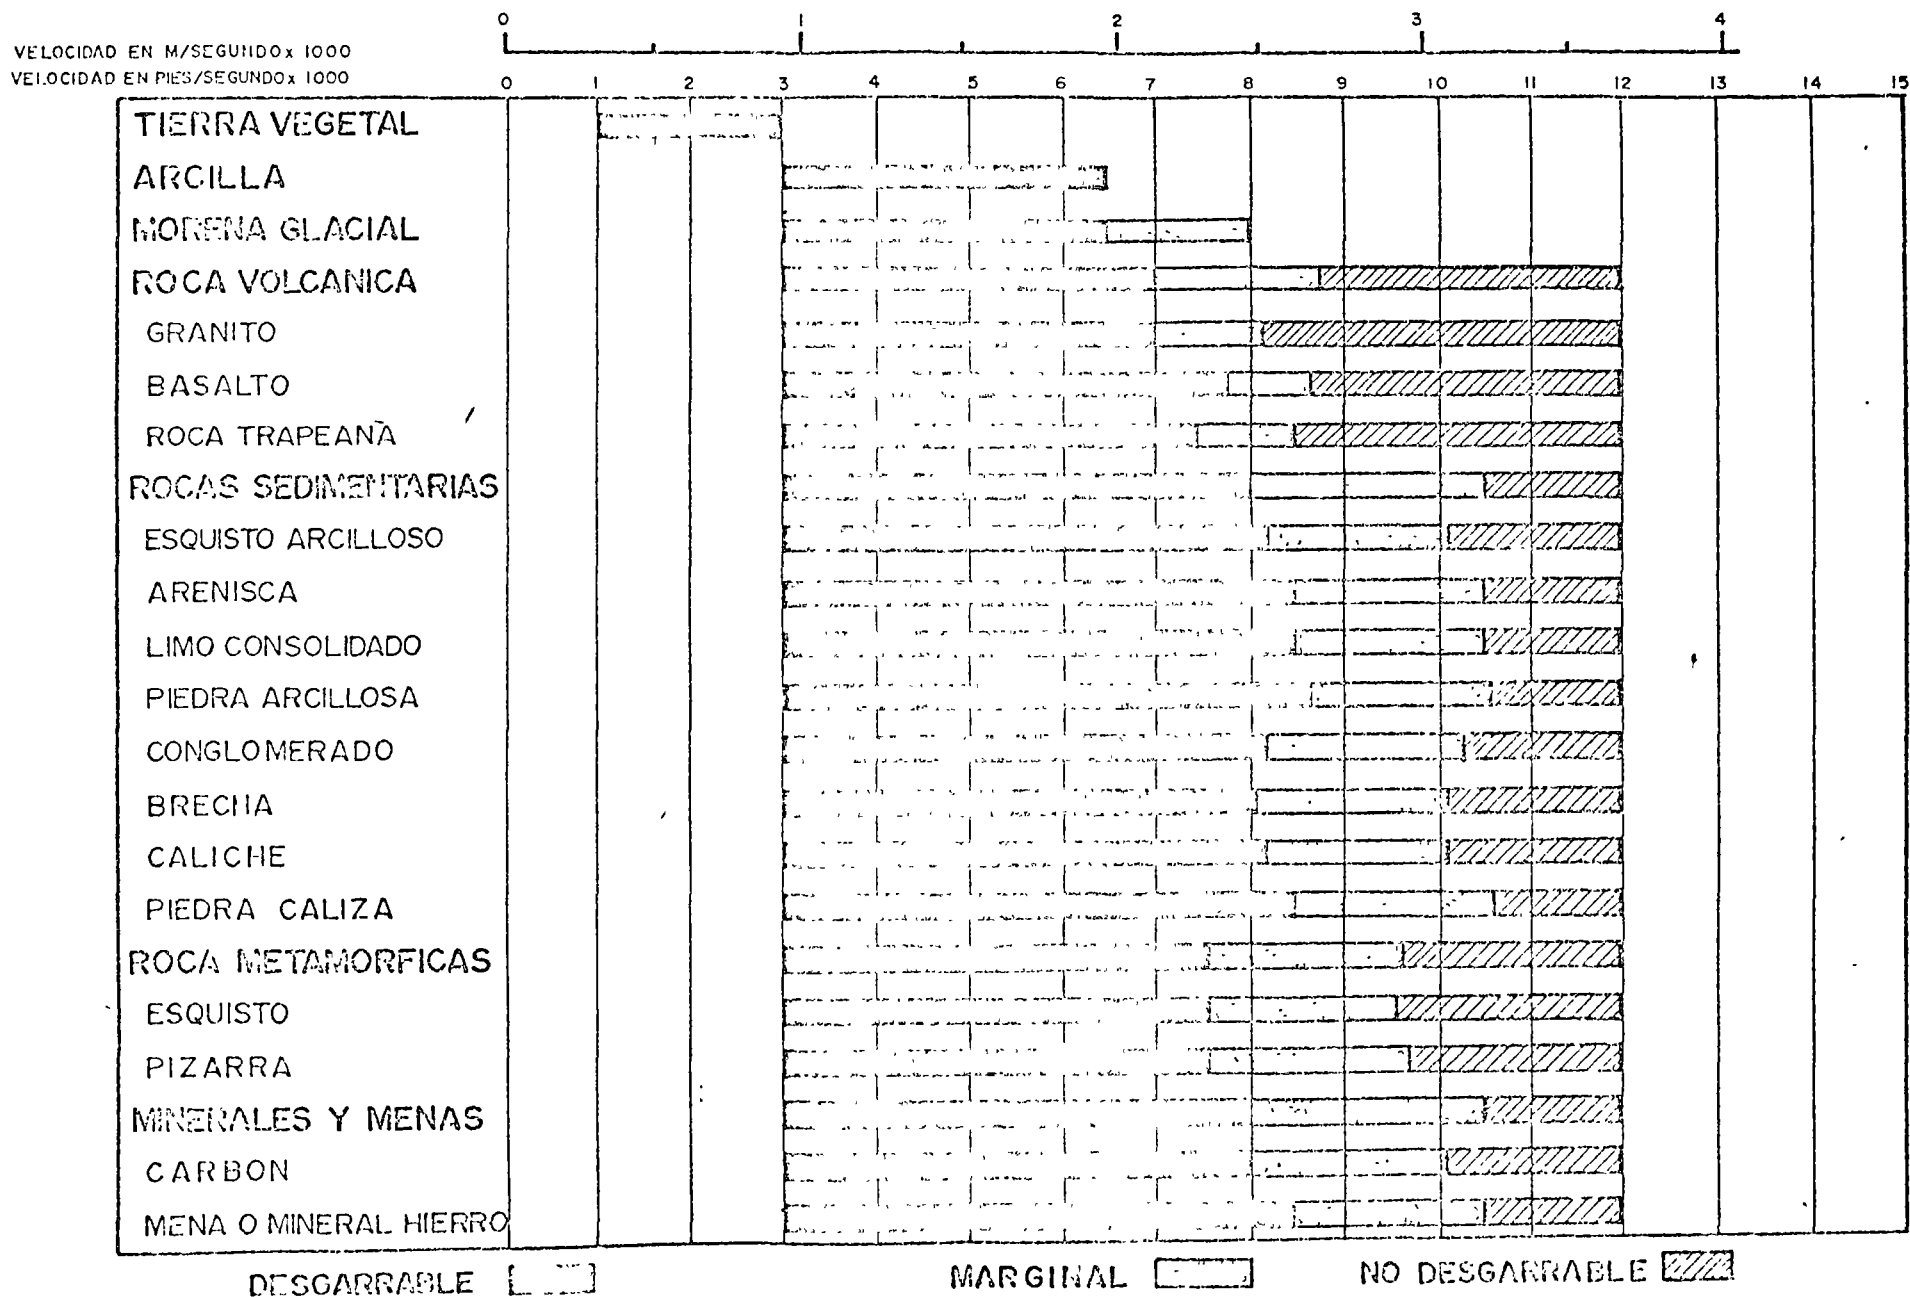 0 1 2 3 4
VELOCIDAD EN M/SEGUNDO x 1000
VELOCIDAD EN PIES/SEGUNDO x 1000
0 1 2 3 4 5 6 7 8 9 10 11 12 13 14 15
TIERRA VEGETAL
ARCILLA
MORENA GLACIAL
ROCA VOLCANICA
GRANITO
BASALTO
ROCA TRAPEANA
ROCAS SEDIMENTARIAS
ESQUISTO ARCILLOSO
ARENISCA
LIMO CONSOLIDADO
PIEDRA ARCILLOSA
CONGLOMERADO
BRECHA
CALICHE
PIEDRA CALIZA
ROCA METAMORFICAS
ESQUISTO
PIZARRA
MINERALES Y MENAS
CARBON
MENA O MINERAL HIERRO
DESGARRABLE MARGINAL NO DESGARRABLE